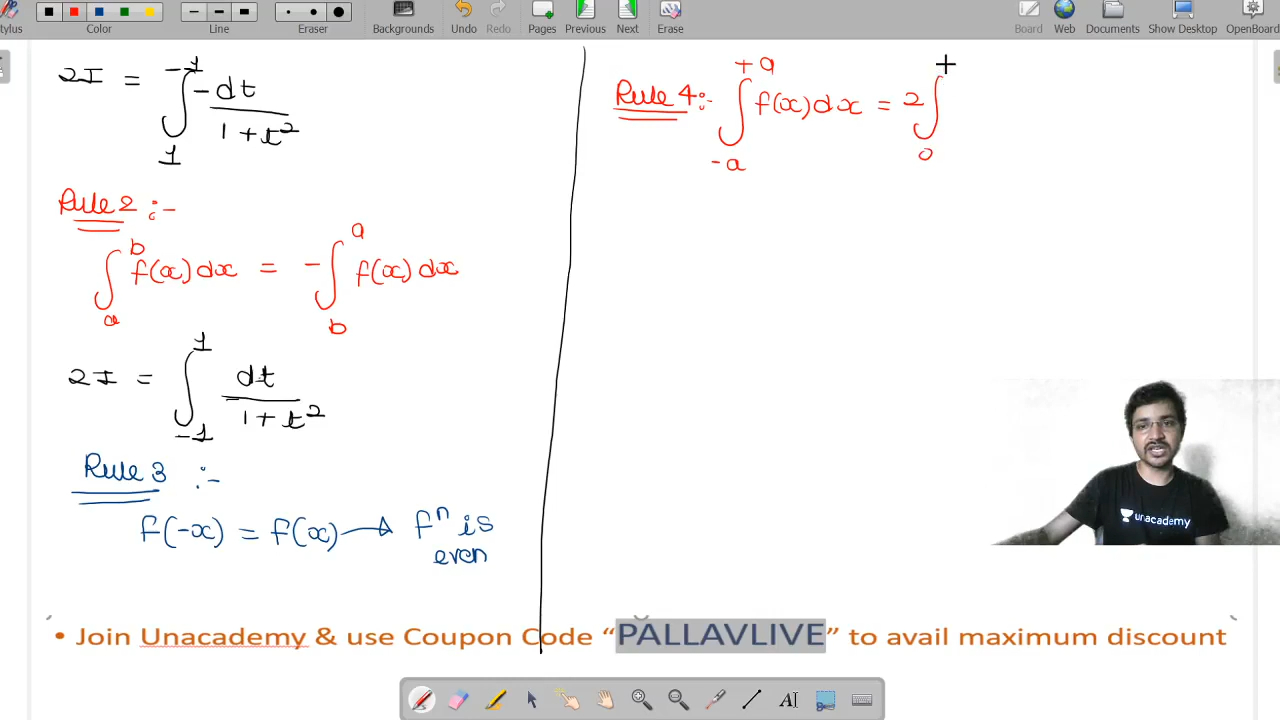 Stylus Color Line Eraser Backgrounds Undo Redo Pages Previous Next Erase Board Web Documents Show Desktop OpenBoard
2I = ∫_{1}^{-1} -dt / 1+t²
Rule 2 :-
∫_{a}^{b} f(x)dx = -∫_{b}^{a} f(x)dx
2I = ∫_{-1}^{1} dt / 1+t²
Rule 3 :-
f(-x) = f(x) → fⁿ is
even
Rule 4:- ∫_{-a}^{+a} f(x)dx = 2∫_{0}
unacademy
• Join Unacademy & use Coupon Code “PALLAVLIVE” to avail maximum discount